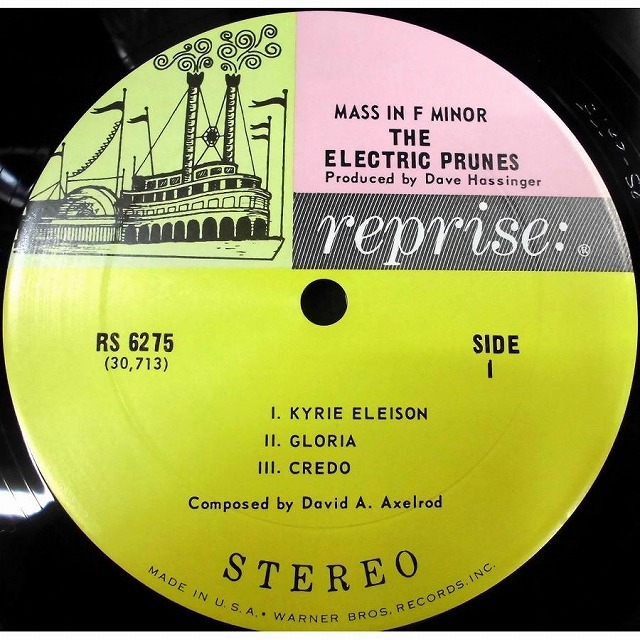 MASS IN F MINOR
THE
ELECTRIC PRUNES
Produced by Dave Hassinger
reprise: ®
RS 6275
(30,713)
SIDE
1
I. KYRIE ELEISON
II. GLORIA
III. CREDO
Composed by David A. Axelrod
STEREO
MADE IN U.S.A. • WARNER BROS. RECORDS, INC.